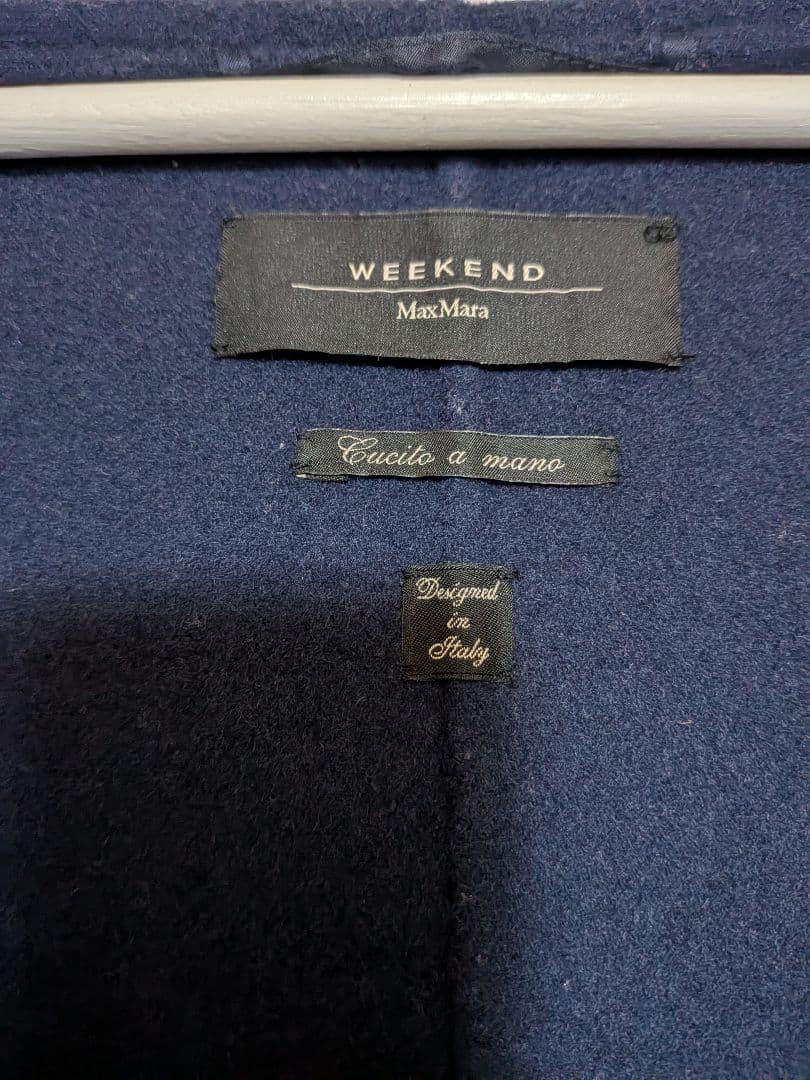 WEEKEND
MaxMara
Cucito a mano
Designed
in
Italy